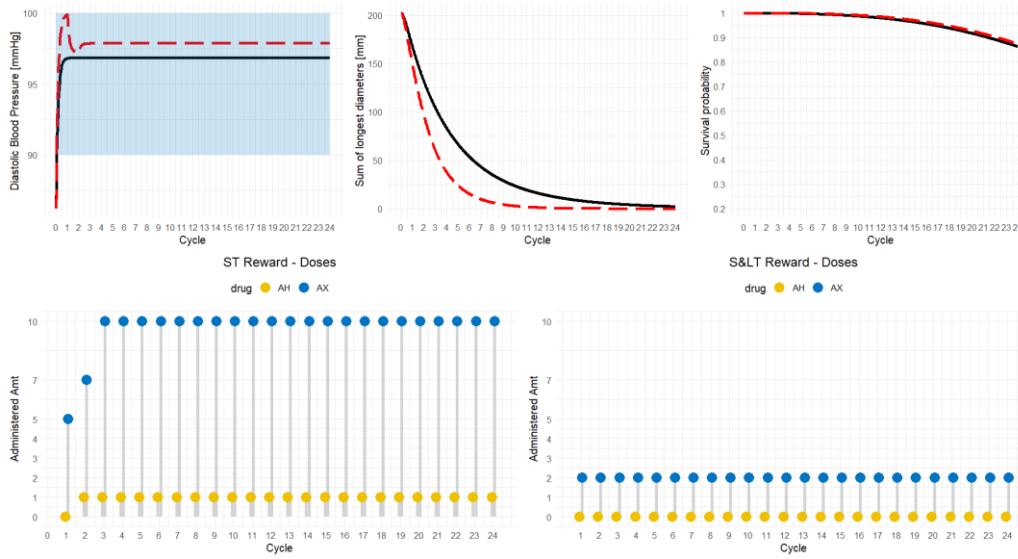 Diastolic Blood Pressure [mmHg]
100
95
90
0 1 2 3 4 5 6 7 8 9 10 11 12 13 14 15 16 17 18 19 20 21 22 23 24
Cycle
Sum of longest diameters [mm]
200
150
100
50
0
0 1 2 3 4 5 6 7 8 9 10 11 12 13 14 15 16 17 18 19 20 21 22 23 24
Cycle
Survival probability
1
0.9
0.8
0.7
0.6
0.5
0.4
0.3
0.2
0 1 2 3 4 5 6 7 8 9 10 11 12 13 14 15 16 17 18 19 20 21 22 23 24
Cycle
ST Reward - Doses
drug AH AX
Administered Amt
10
7
5
4
2
1
0
0 1 2 3 4 5 6 7 8 9 10 11 12 13 14 15 16 17 18 19 20 21 22 23 24
Cycle
S&LT Reward - Doses
drug AH AX
Administered Amt
10
7
5
4
2
1
0
1 2 3 4 5 6 7 8 9 10 11 12 13 14 15 16 17 18 19 20 21 22 23 24
Cycle